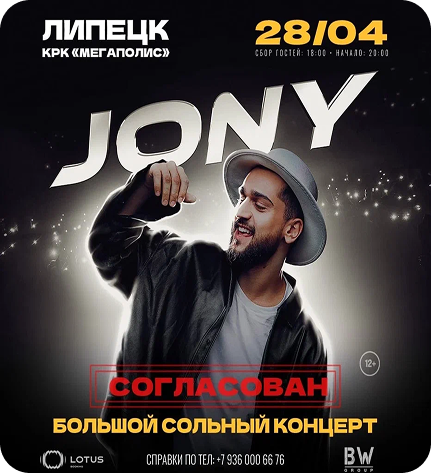 ЛИПЕЦК
КРК «МЕГАПОЛИС»
28/04
СБОР ГОСТЕЙ: 18:00 • НАЧАЛО: 20:00
JONY
12+
СОГЛАСОВАН
БОЛЬШОЙ СОЛЬНЫЙ КОНЦЕРТ
LOTUS
BOOKING
СПРАВКИ ПО ТЕЛ: +7 936 000 66 76
BW
GROUP